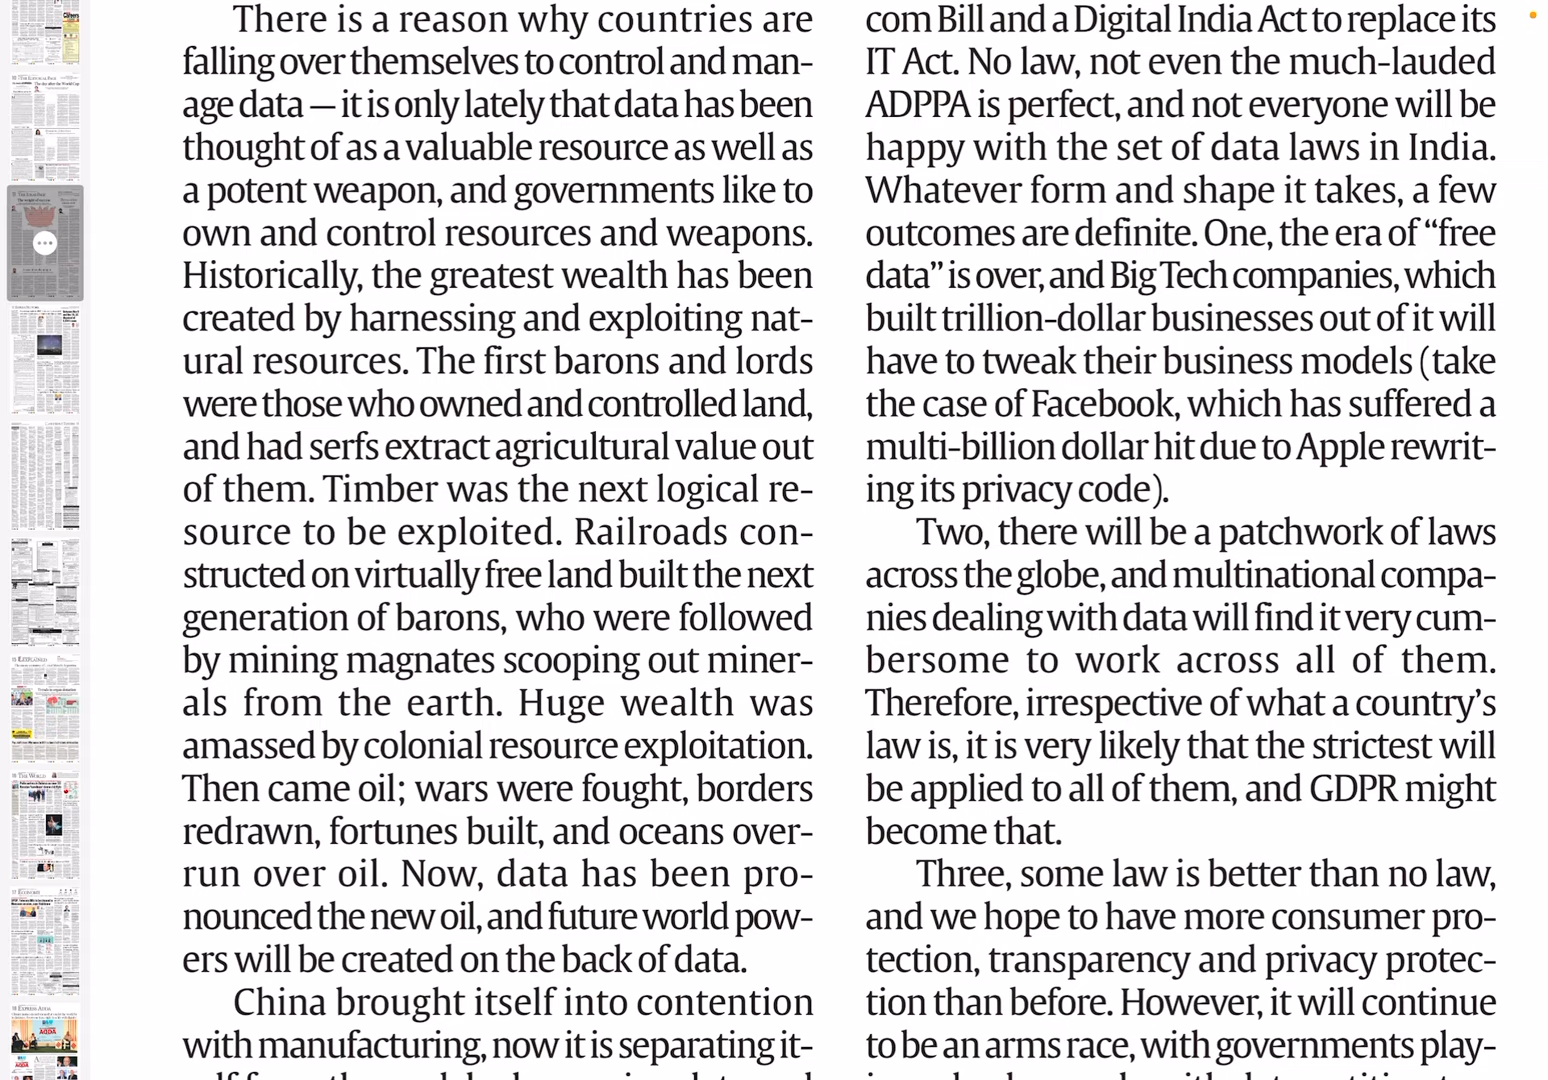 There is a reason why countries are
falling over themselves to control and man-
age data — it is only lately that data has been
thought of as a valuable resource as well as
a potent weapon, and governments like to
own and control resources and weapons.
Historically, the greatest wealth has been
created by harnessing and exploiting nat-
ural resources. The first barons and lords
were those who owned and controlled land,
and had serfs extract agricultural value out
of them. Timber was the next logical re-
source to be exploited. Railroads con-
structed on virtually free land built the next
generation of barons, who were followed
by mining magnates scooping out miner-
als from the earth. Huge wealth was
amassed by colonial resource exploitation.
Then came oil; wars were fought, borders
redrawn, fortunes built, and oceans over-
run over oil. Now, data has been pro-
nounced the new oil, and future world pow-
ers will be created on the back of data.
China brought itself into contention
with manufacturing, now it is separating it-
com Bill and a Digital India Act to replace its
IT Act. No law, not even the much-lauded
ADPPA is perfect, and not everyone will be
happy with the set of data laws in India.
Whatever form and shape it takes, a few
outcomes are definite. One, the era of “free
data” is over, and Big Tech companies, which
built trillion-dollar businesses out of it will
have to tweak their business models (take
the case of Facebook, which has suffered a
multi-billion dollar hit due to Apple rewrit-
ing its privacy code).
Two, there will be a patchwork of laws
across the globe, and multinational compa-
nies dealing with data will find it very cum-
bersome to work across all of them.
Therefore, irrespective of what a country’s
law is, it is very likely that the strictest will
be applied to all of them, and GDPR might
become that.
Three, some law is better than no law,
and we hope to have more consumer pro-
tection, transparency and privacy protec-
tion than before. However, it will continue
to be an arms race, with governments play-